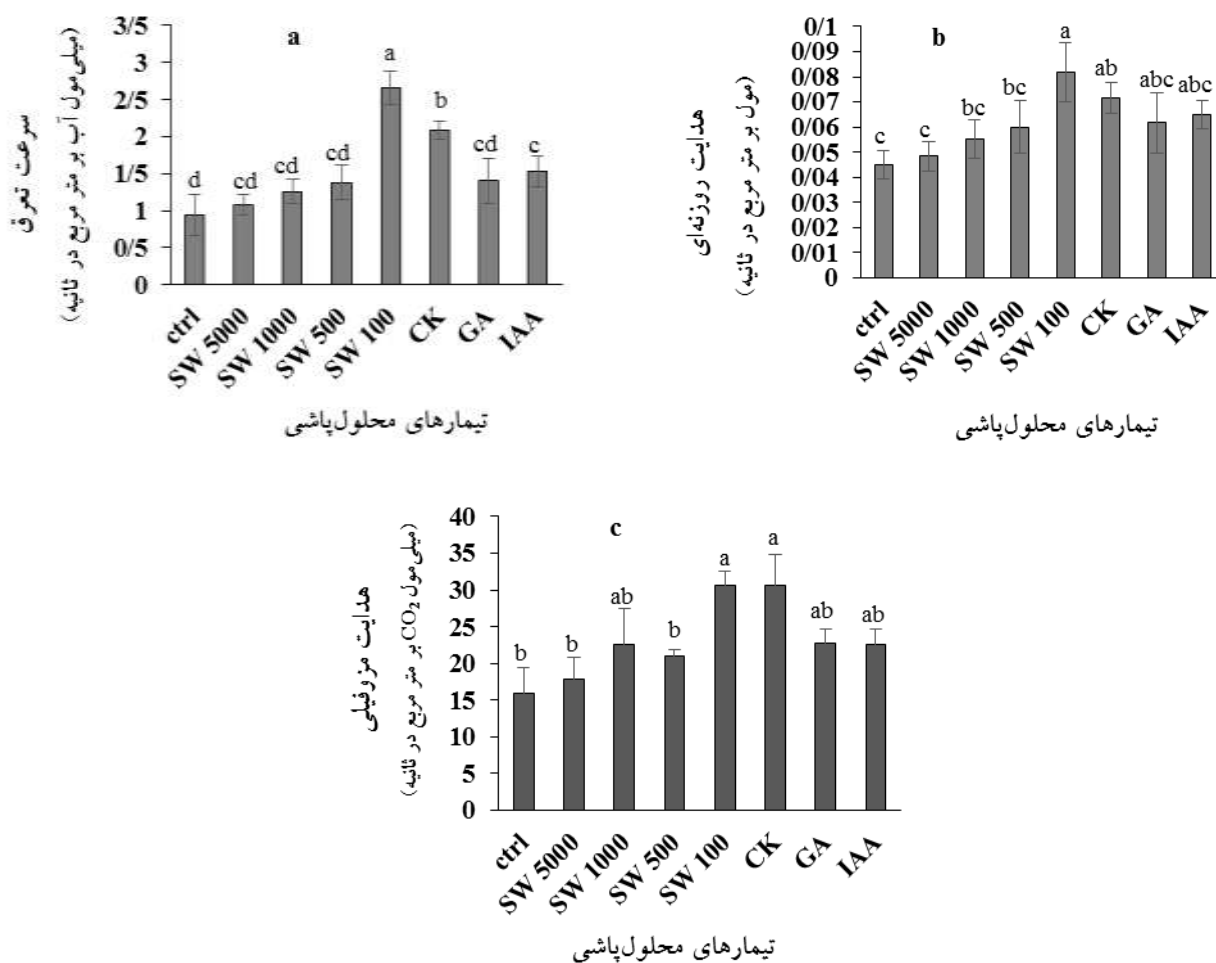 a
سرعت تعرق
(میلی‌مول آب بر متر مربع در ثانیه)
3/5
3
2/5
2
1/5
1
0/5
0
d
cd
cd
cd
a
b
cd
c
ctrl
SW 5000
SW 1000
SW 500
SW 100
CK
GA
IAA
تیمارهای محلول‌پاشی
b
هدایت روزنه‌ای
(مول بر متر مربع در ثانیه)
0/1
0/09
0/08
0/07
0/06
0/05
0/04
0/03
0/02
0/01
0
c
c
bc
bc
a
ab
abc
abc
ctrl
SW 5000
SW 1000
SW 500
SW 100
CK
GA
IAA
تیمارهای محلول‌پاشی
c
هدایت مزوفیلی
(میلی‌مول CO₂ بر متر مربع در ثانیه)
40
35
30
25
20
15
10
5
0
b
b
ab
b
a
a
ab
ab
ctrl
SW 5000
SW 1000
SW 500
SW 100
CK
GA
IAA
تیمارهای محلول‌پاشی